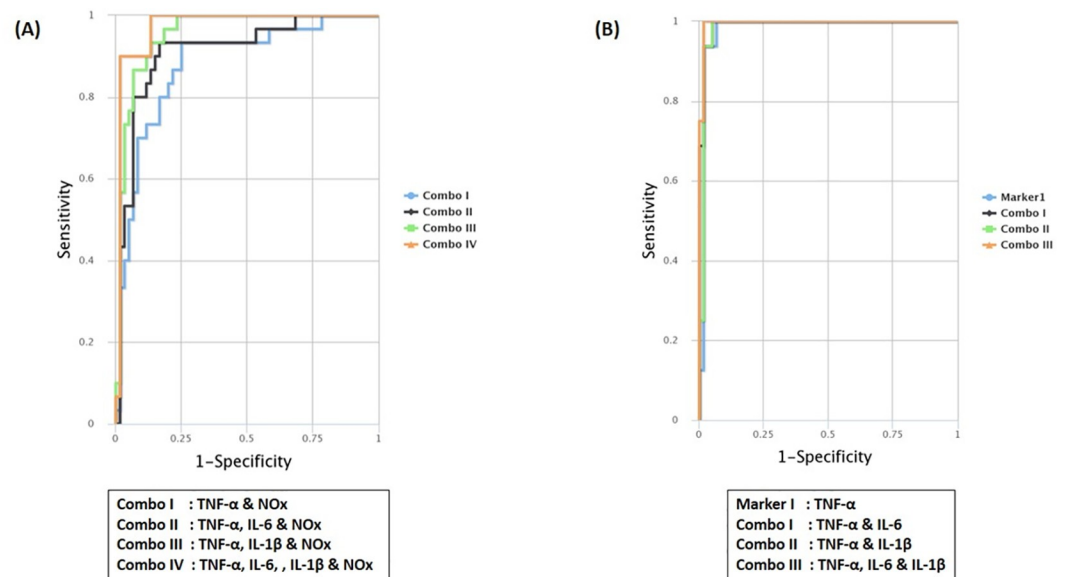 (A)
1
0.8
0.6
0.4
0.2
0
Sensitivity
0 0.25 0.5 0.75 1
1-Specificity
Combo I
Combo II
Combo III
Combo IV
Combo I : TNF-α & NOx
Combo II : TNF-α, IL-6 & NOx
Combo III : TNF-α, IL-1β & NOx
Combo IV : TNF-α, IL-6, , IL-1β & NOx
(B)
1
0.8
0.6
0.4
0.2
0
Sensitivity
0 0.25 0.5 0.75 1
1-Specificity
Marker1
Combo I
Combo II
Combo III
Marker I : TNF-α
Combo I : TNF-α & IL-6
Combo II : TNF-α & IL-1β
Combo III : TNF-α, IL-6 & IL-1β